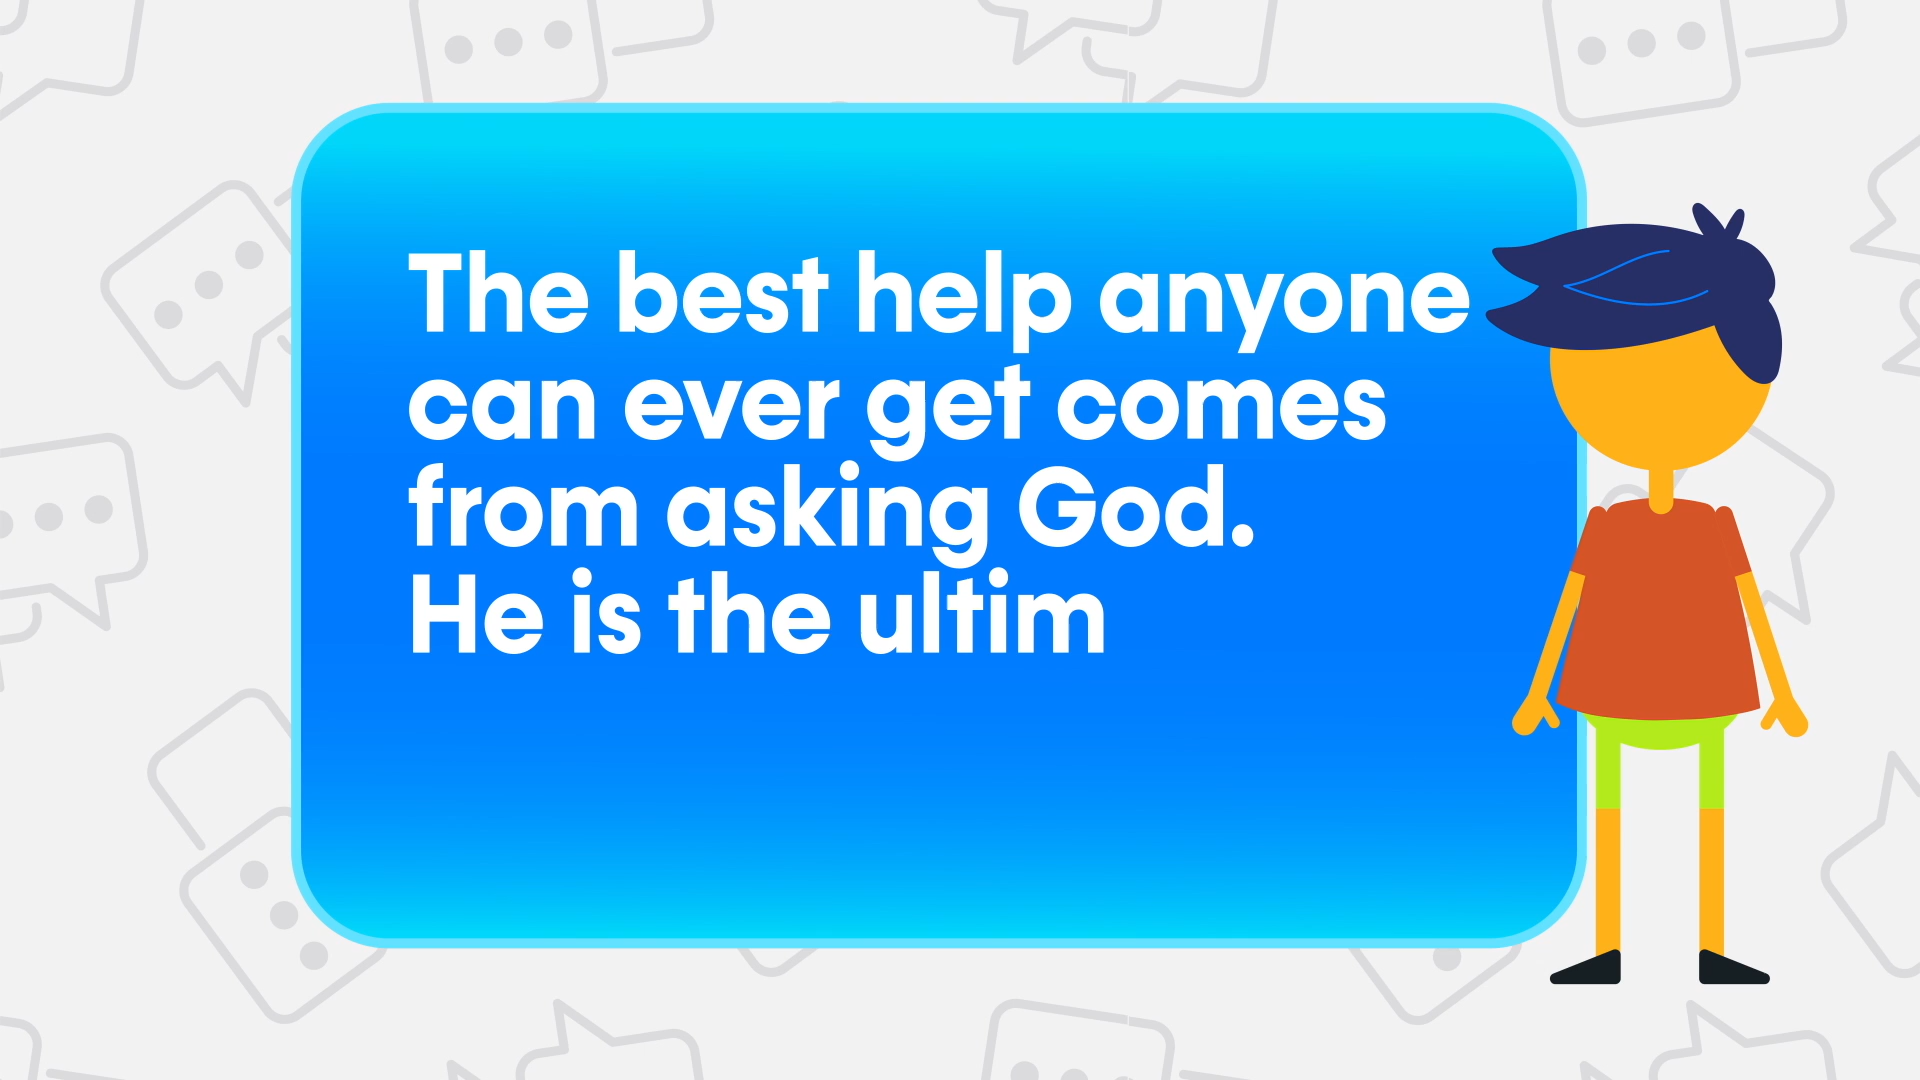 The best help anyone
can ever get comes
from asking God.
He is the ultim